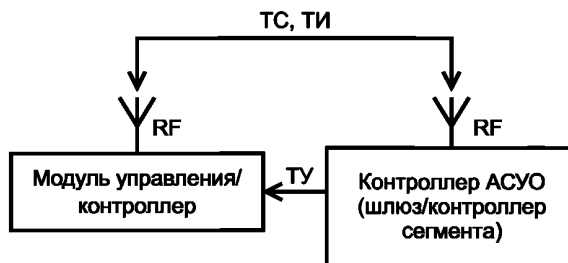 ТС, ТИ
RF
RF
Модуль управления/
контроллер
ТУ
Контроллер АСУО
(шлюз/контроллер
сегмента)